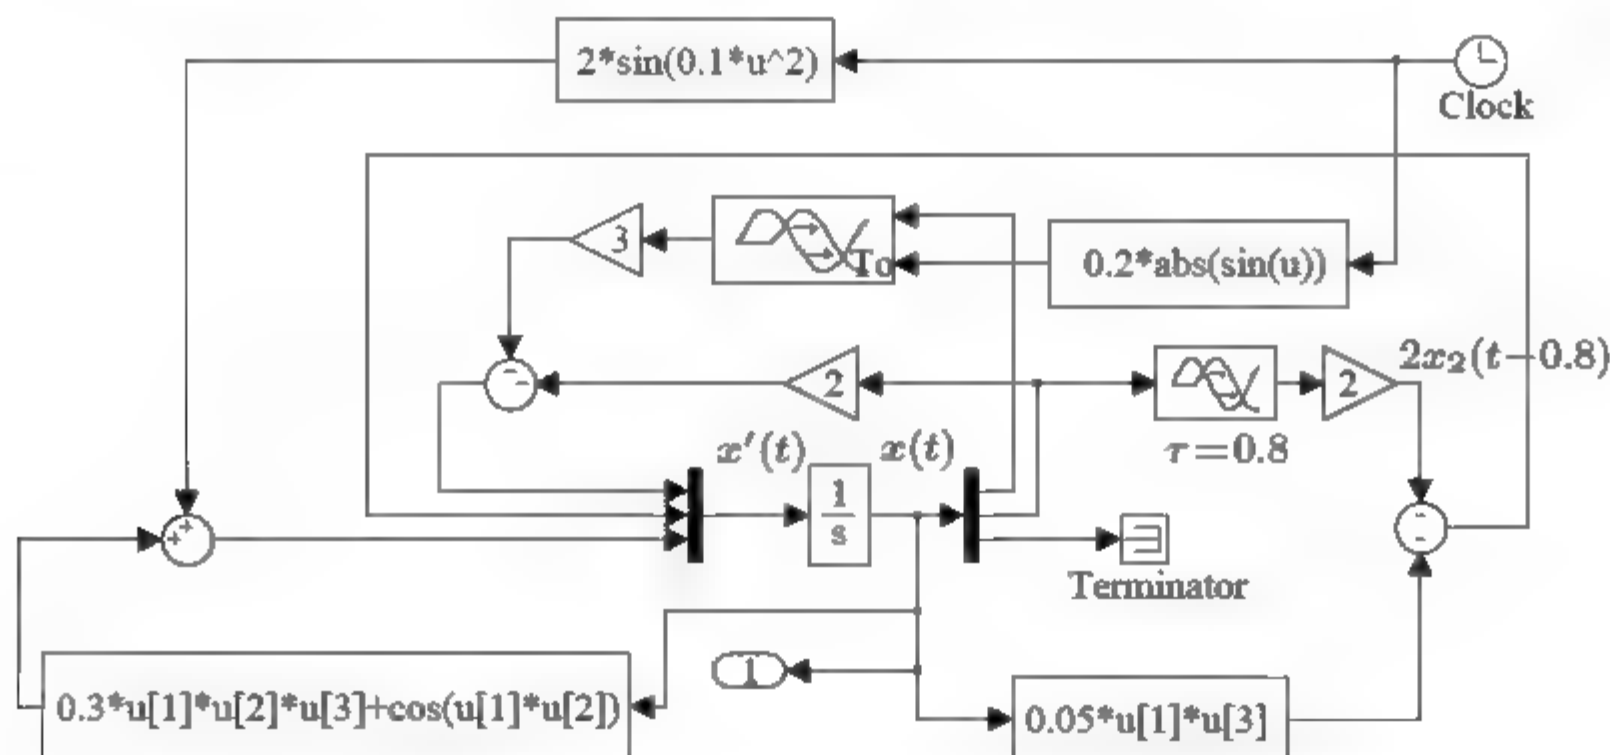 2*sin(0.1*u^2)
Clock
3
To
0.2*abs(sin(u))
2
2
2x₂(t−0.8)
τ=0.8
x′(t)
x(t)
1
s
- -
+ +
- -
Terminator
0.3*u[1]*u[2]*u[3]+cos(u[1]*u[2])
1
0.05*u[1]*u[3]